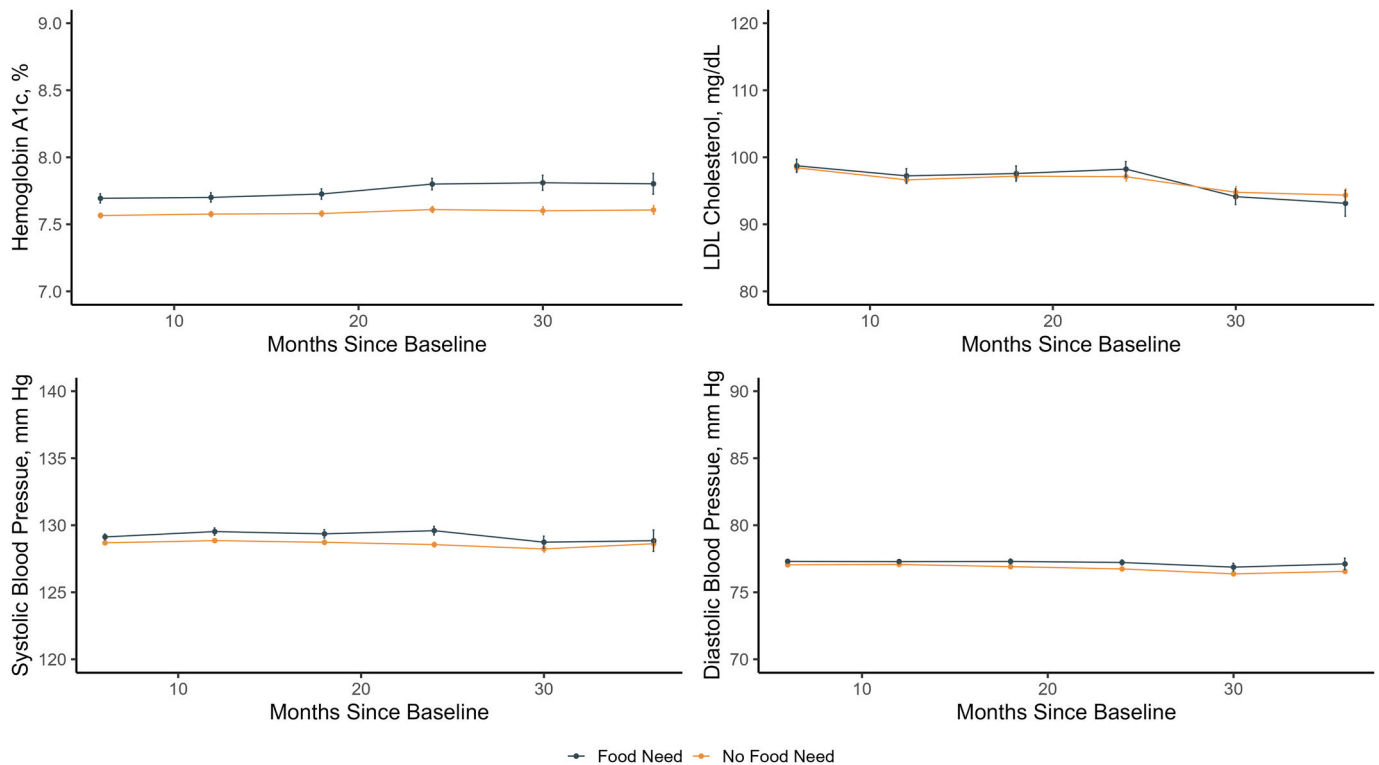 Hemoglobin A1c, %
9.0
8.5
8.0
7.5
7.0
10 20 30
Months Since Baseline
LDL Cholesterol, mg/dL
120
110
100
90
80
10 20 30
Months Since Baseline
Systolic Blood Pressue, mm Hg
140
135
130
125
120
10 20 30
Months Since Baseline
Diastolic Blood Pressue, mm Hg
90
85
80
75
70
10 20 30
Months Since Baseline
Food Need No Food Need